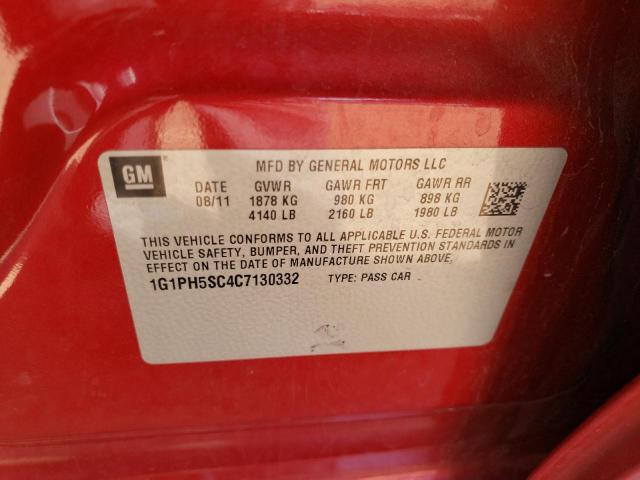 GM
MFD BY GENERAL MOTORS LLC
DATE GVWR GAWR FRT GAWR RR
08/11 1878 KG 980 KG 898 KG
4140 LB 2160 LB 1980 LB
THIS VEHICLE CONFORMS TO ALL APPLICABLE U.S. FEDERAL MOTOR
VEHICLE SAFETY, BUMPER, AND THEFT PREVENTION STANDARDS IN
EFFECT ON THE DATE OF MANUFACTURE SHOWN ABOVE.
1G1PH5SC4C7130332 TYPE: PASS CAR